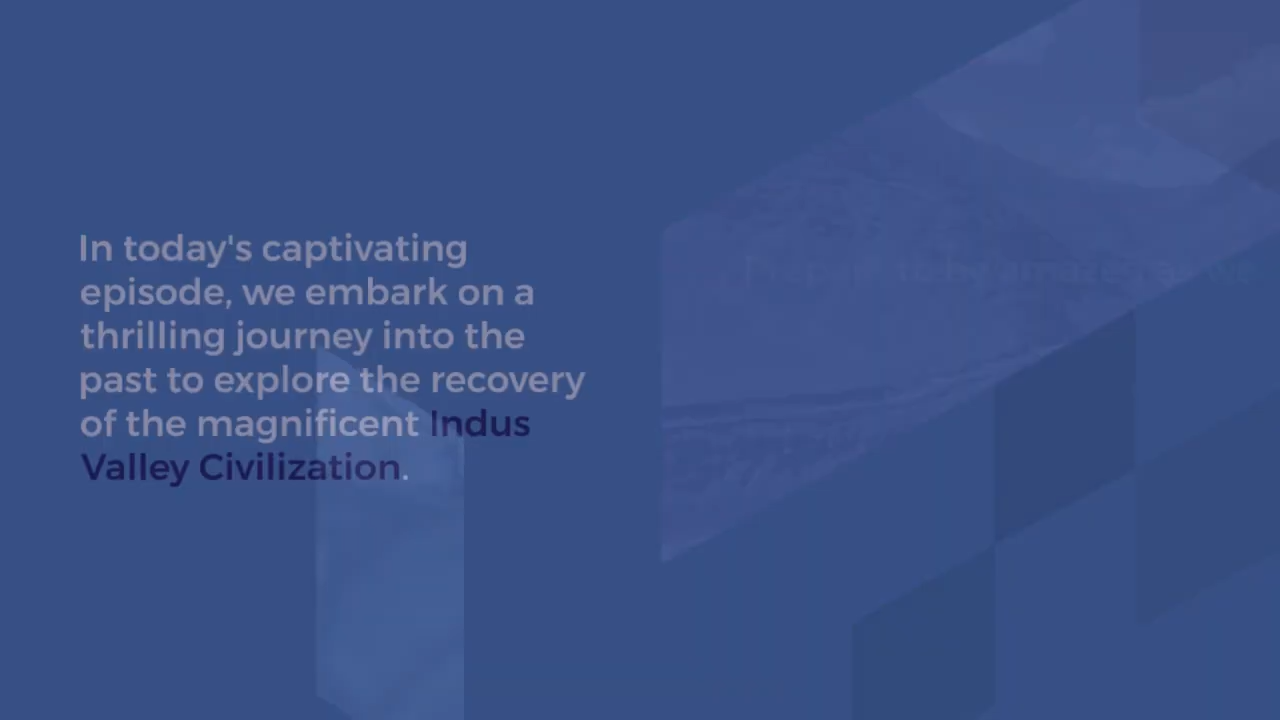 In today's captivating
episode, we embark on a
thrilling journey into the
past to explore the recovery
of the magnificent Indus
Valley Civilization.